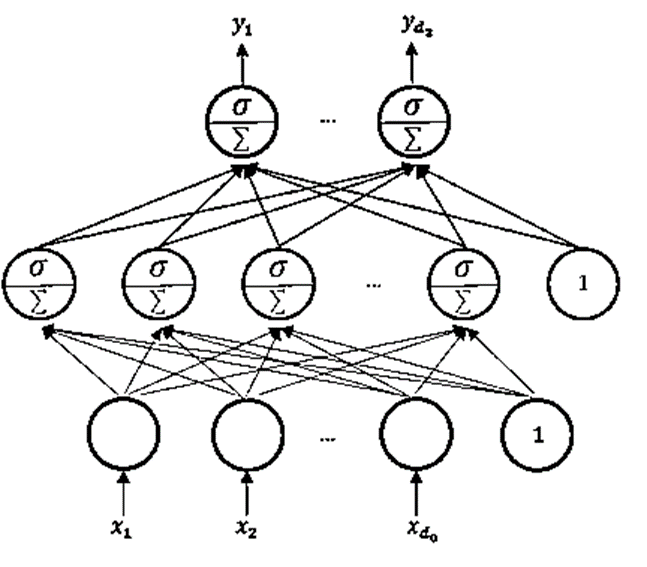 y₁ y_{d₂}
σ ... σ
Σ Σ
σ σ σ ... σ 1
Σ Σ Σ Σ
... 1
x₁ x₂ x_{d₀}